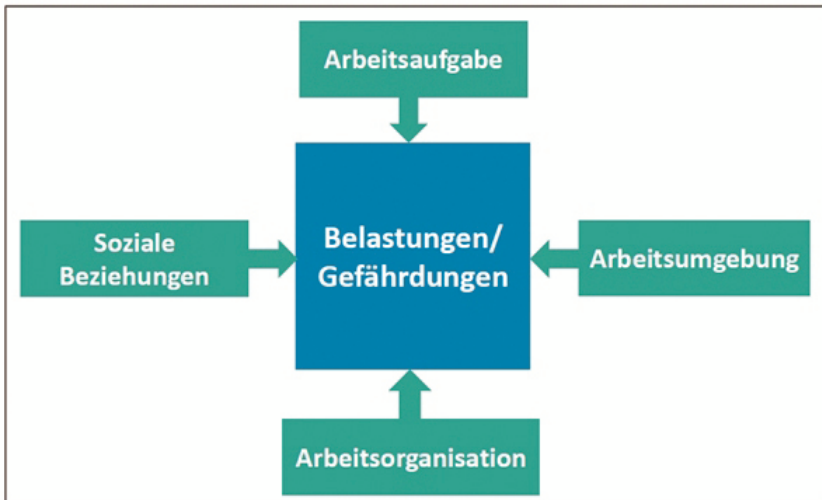 Arbeitsaufgabe
Soziale
Beziehungen
Belastungen/
Gefährdungen
Arbeitsumgebung
Arbeitsorganisation